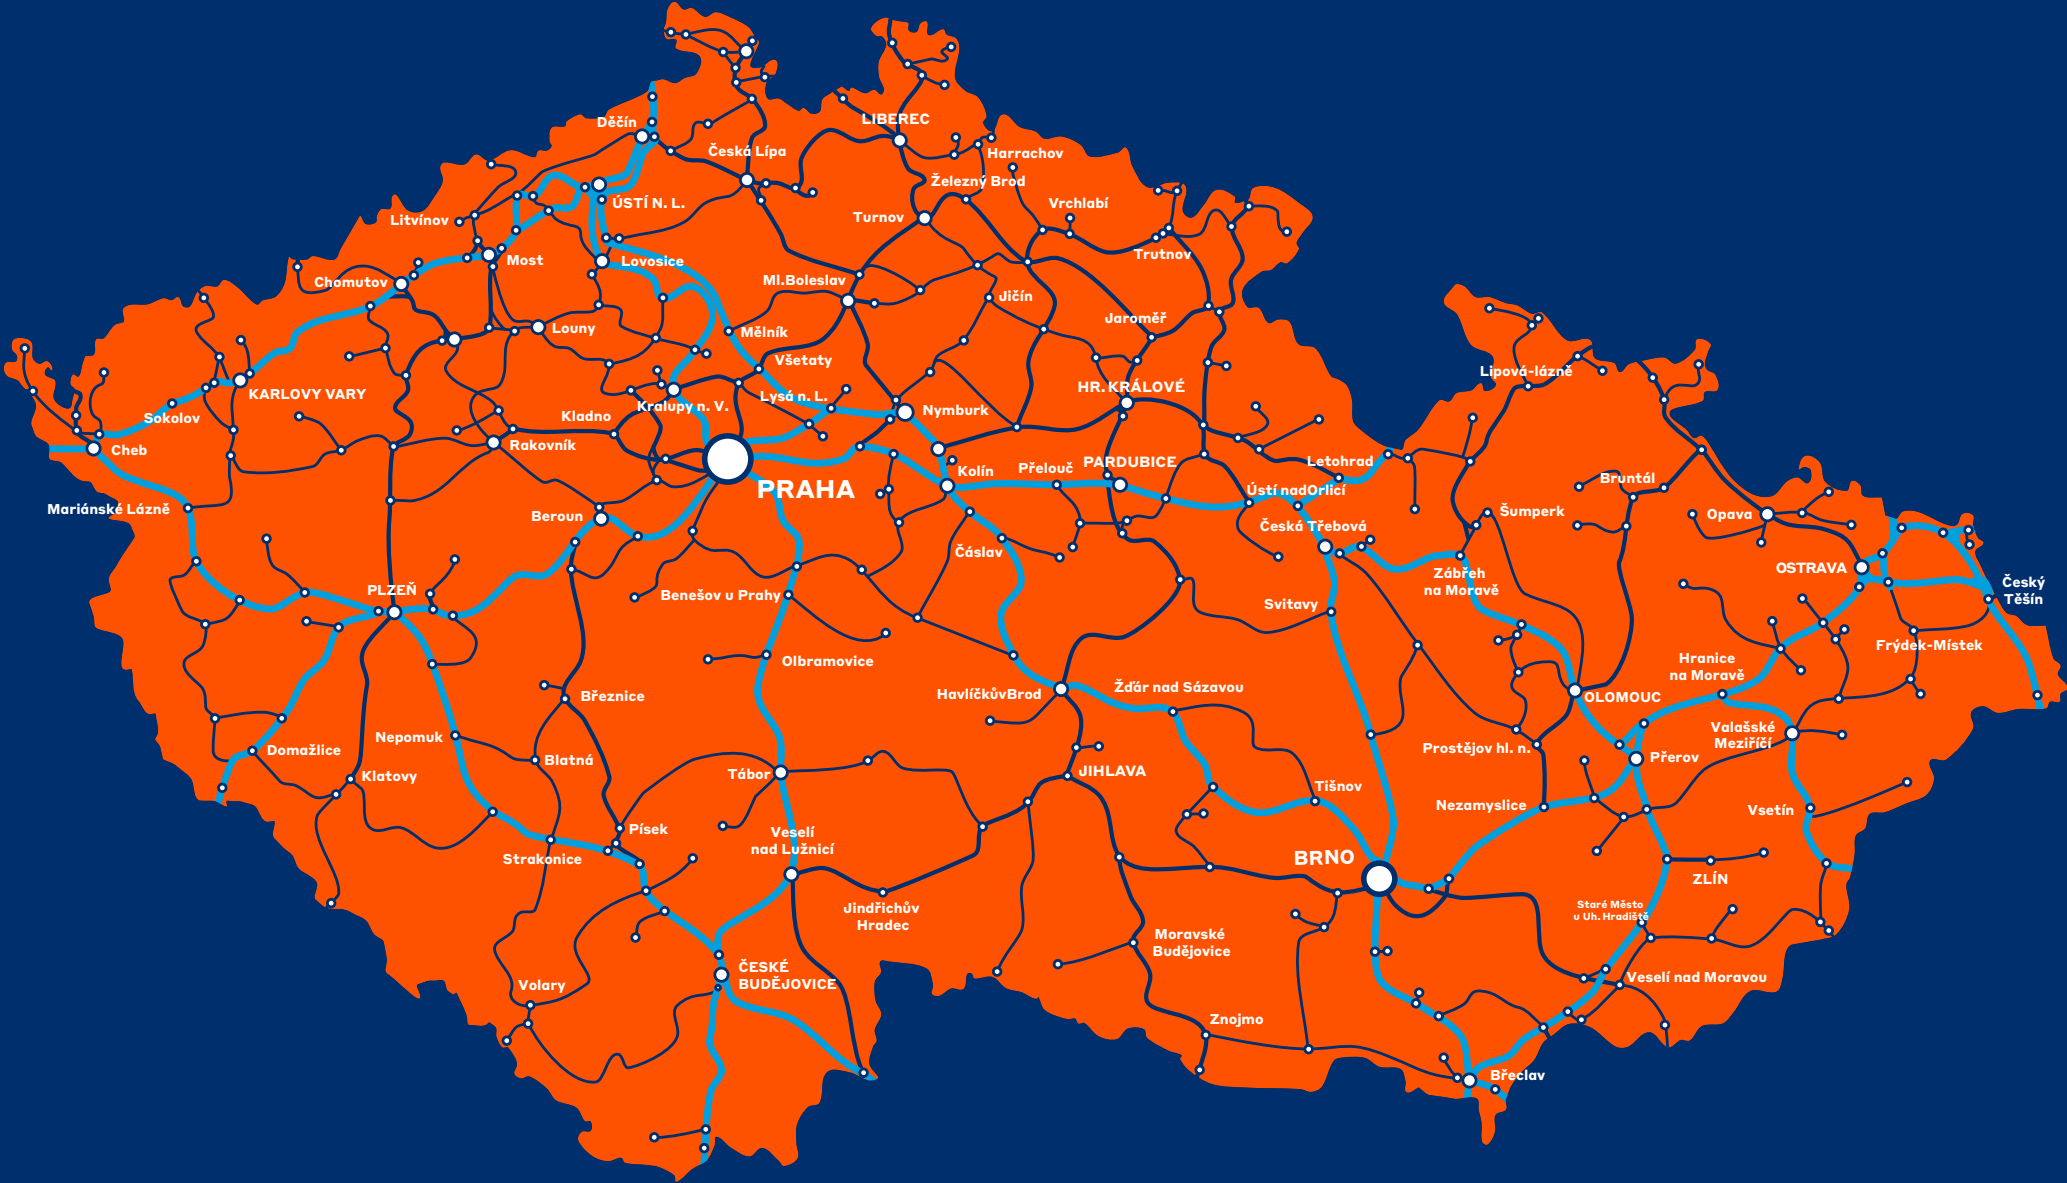 Děčín
LIBEREC
Česká Lípa
Harrachov
Železný Brod
ÚSTÍ N. L.
Vrchlabí
Litvínov
Turnov
Trutnov
Most
Lovosice
Chomutov
Ml.Boleslav
Jičín
Jaroměř
Louny
Mělník
Všetaty
Lipová-lázně
KARLOVY VARY
HR. KRÁLOVÉ
Lysá n. L.
Kralupy n. V.
Nymburk
Sokolov
Kladno
Rakovník
Cheb
Letohrad
PARDUBICE
Přelouč
Kolín
Bruntál
PRAHA
Ústí nadOrlicí
Mariánské Lázně
Šumperk
Opava
Beroun
Česká Třebová
Čáslav
OSTRAVA
Zábřeh
na Moravě
Český
Těšín
PLZEŇ
Benešov u Prahy
Svitavy
Frýdek-Místek
Olbramovice
Hranice
na Moravě
HavlíčkůvBrod
Žďár nad Sázavou
Březnice
OLOMOUC
Valašské
Meziříčí
Nepomuk
Domažlice
Prostějov hl. n.
Přerov
Blatná
Klatovy
Tábor
JIHLAVA
Tišnov
Nezamyslice
Vsetín
Písek
Veselí
nad Lužnicí
Strakonice
BRNO
ZLÍN
Jindřichův
Hradec
Staré Město
u Uh. Hradiště
Moravské
Budějovice
ČESKÉ
BUDĚJOVICE
Veselí nad Moravou
Volary
Znojmo
Břeclav